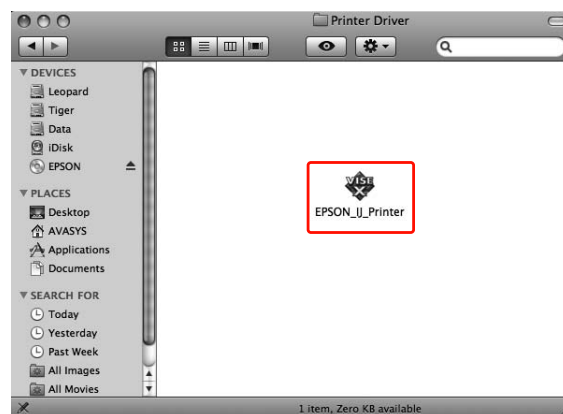 Printer Driver
DEVICES
Leopard
Tiger
Data
iDisk
EPSON
PLACES
Desktop
AVASYS
Applications
Documents
SEARCH FOR
Today
Yesterday
Past Week
All Images
All Movies
VISE
X
EPSON_IJ_Printer
1 item, Zero KB available